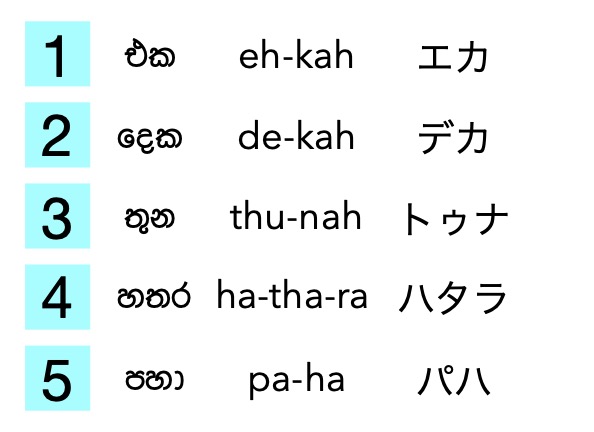 1 එක eh-kah エカ
2 දෙක de-kah デカ
3 තුන thu-nah トゥナ
4 හතර ha-tha-ra ハタラ
5 පහා pa-ha パハ